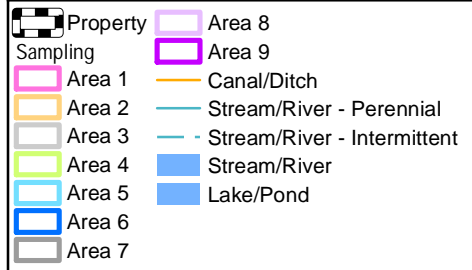 Property
Sampling
Area 1
Area 2
Area 3
Area 4
Area 5
Area 6
Area 7
Area 8
Area 9
Canal/Ditch
Stream/River - Perennial
Stream/River - Intermittent
Stream/River
Lake/Pond